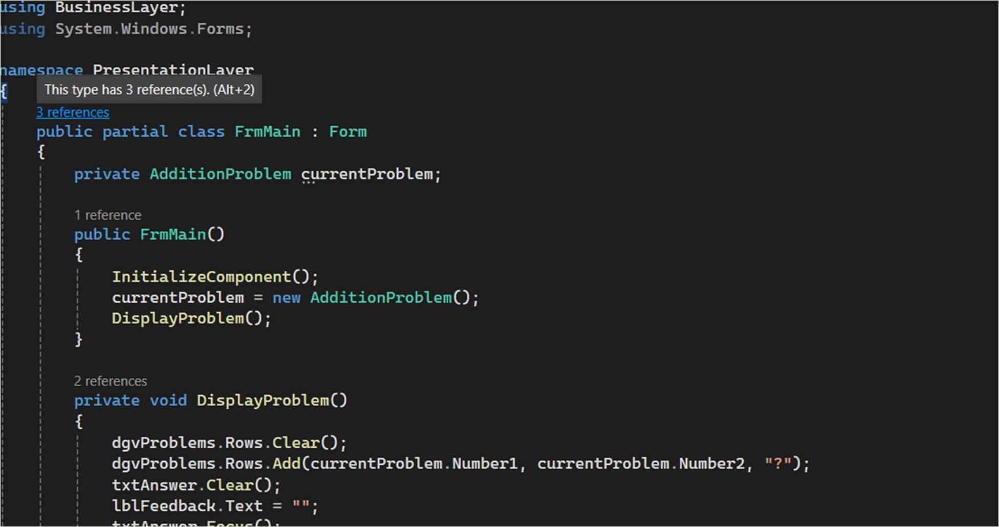 using BusinessLayer;
using System.Windows.Forms;
namespace PresentationLayer
{
This type has 3 reference(s). (Alt+2)
3 references
public partial class FrmMain : Form
{
private AdditionProblem currentProblem;
1 reference
public FrmMain()
{
InitializeComponent();
currentProblem = new AdditionProblem();
DisplayProblem();
}
2 references
private void DisplayProblem()
{
dgvProblems.Rows.Clear();
dgvProblems.Rows.Add(currentProblem.Number1, currentProblem.Number2, "?");
txtAnswer.Clear();
lblFeedback.Text = "";
txtAnswer.Focus();